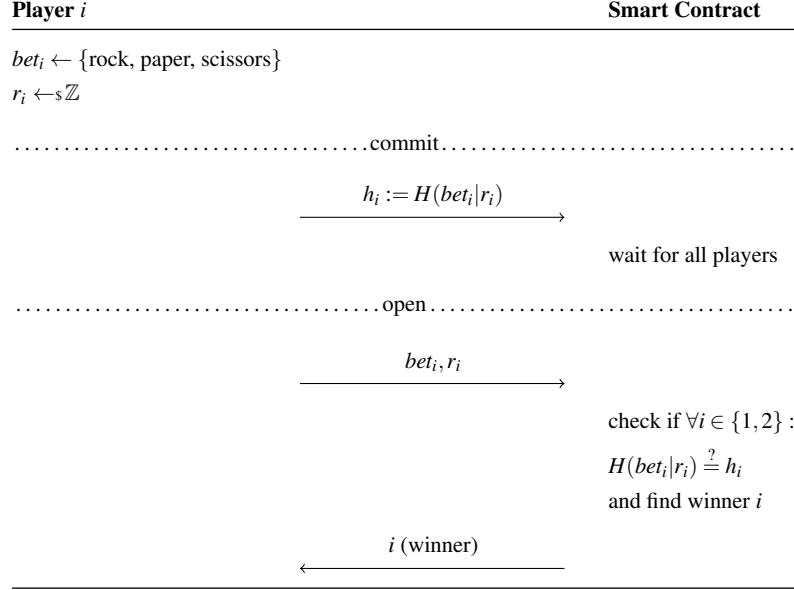 Player i Smart Contract
bet_i ← {rock, paper, scissors}
r_i ←$ ℤ
....................................commit....................................
h_i := H(bet_i|r_i)
wait for all players
.....................................open.....................................
bet_i, r_i
check if ∀i ∈ {1,2} :
H(bet_i|r_i) ≟ h_i
and find winner i
i (winner)